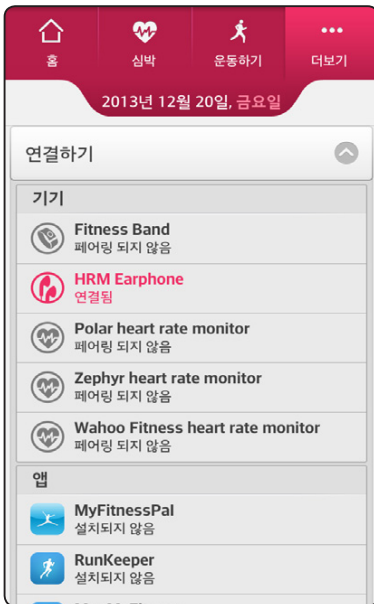 홈 심박 운동하기 더보기
2013년 12월 20일, 금요일
연결하기
기기
Fitness Band
페어링 되지 않음
HRM Earphone
연결됨
Polar heart rate monitor
페어링 되지 않음
Zephyr heart rate monitor
페어링 되지 않음
Wahoo Fitness heart rate monitor
페어링 되지 않음
앱
MyFitnessPal
설치되지 않음
RunKeeper
설치되지 않음